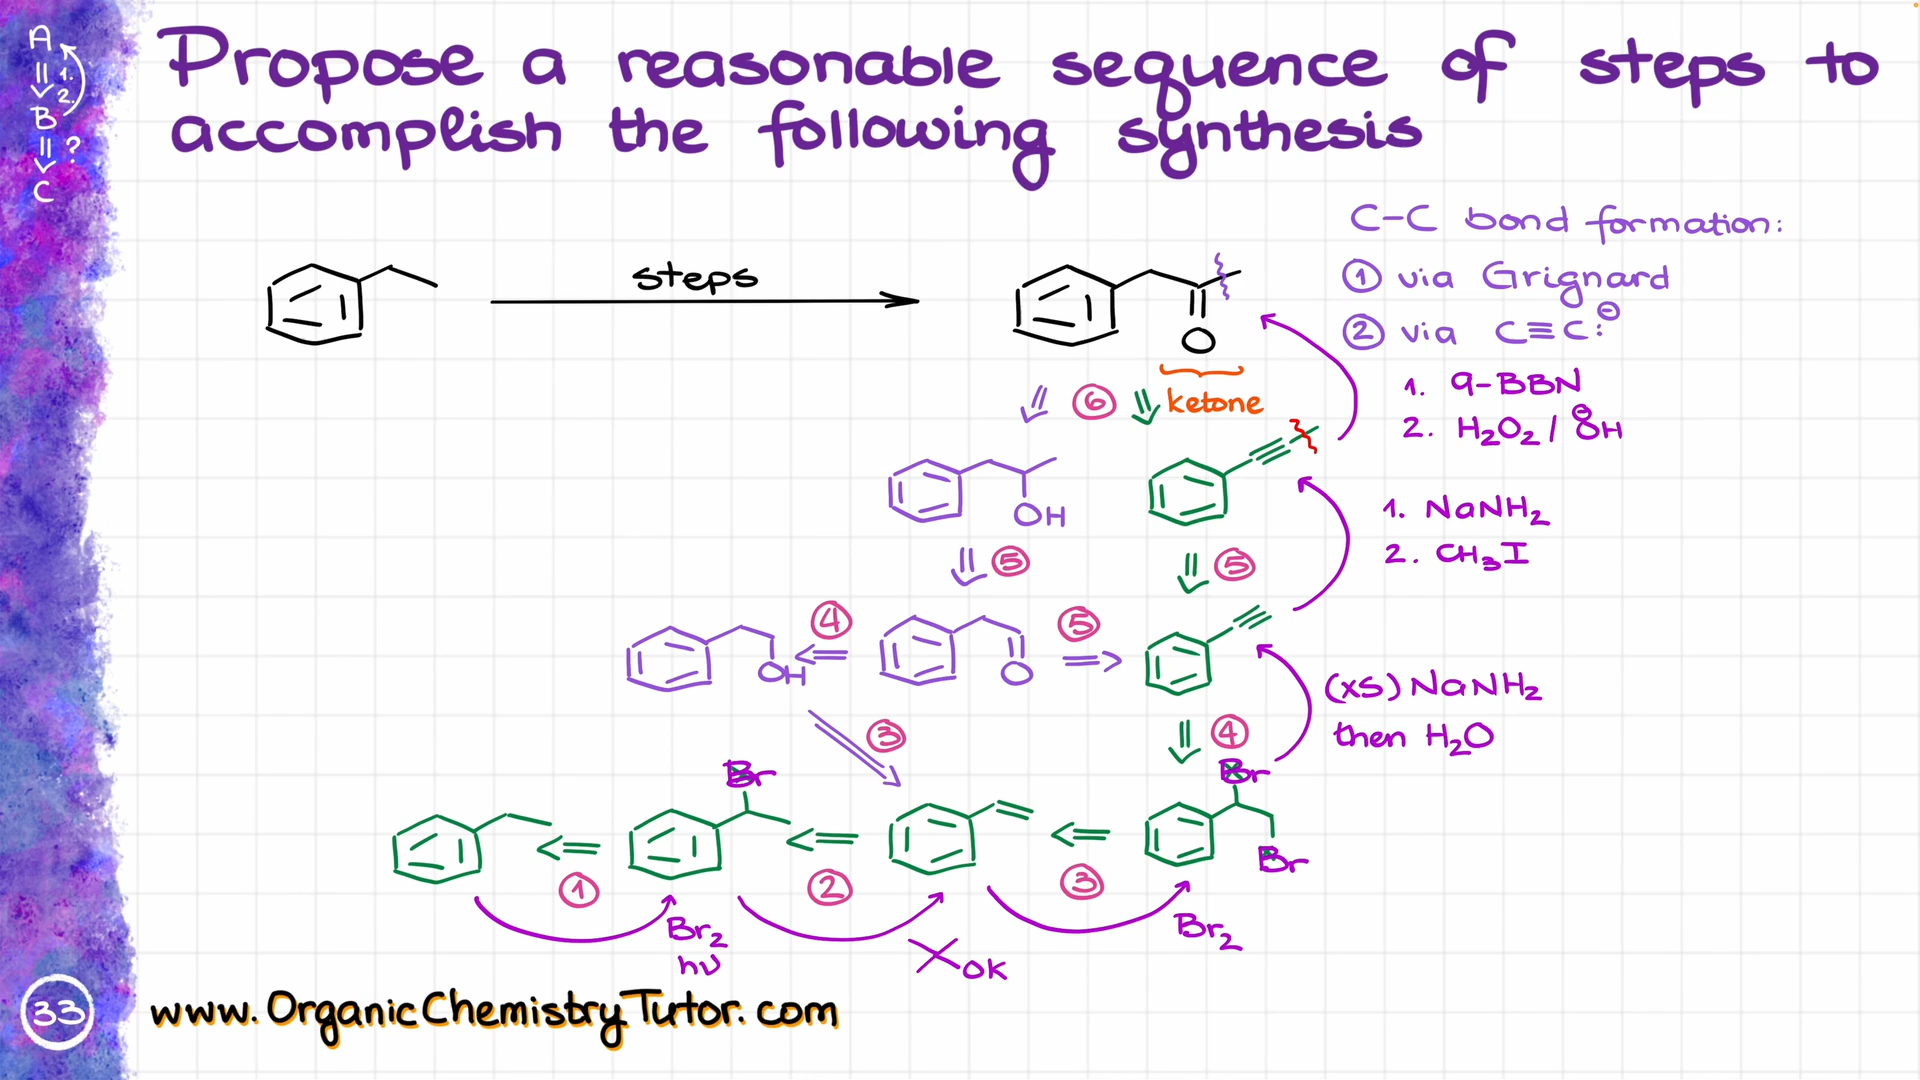 A
1.
2.
B
?
C
Propose a reasonable sequence of steps to
accomplish the following synthesis
C-C bond formation:
① via Grignard
② via C≡C:⊖
steps
O
ketone
⑥
1. 9-BBN
2. H₂O₂ / ⊖OH
OH
1. NaNH₂
2. CH₃I
⑤
⑤
④
⑤
OH
O
(xs) NaNH₂
then H₂O
③
④
Br
Br
Br
①
②
③
Br₂
hν
OK
Br₂
33
www.OrganicChemistryTutor.com